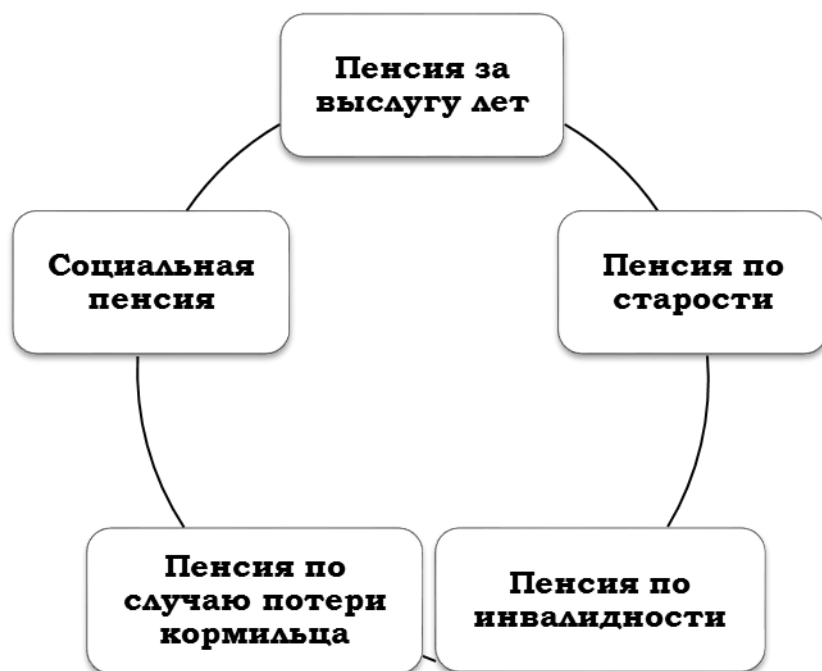 Пенсия за
выслугу лет
Социальная
пенсия
Пенсия по
старости
Пенсия по
случаю потери
кормильца
Пенсия по
инвалидности